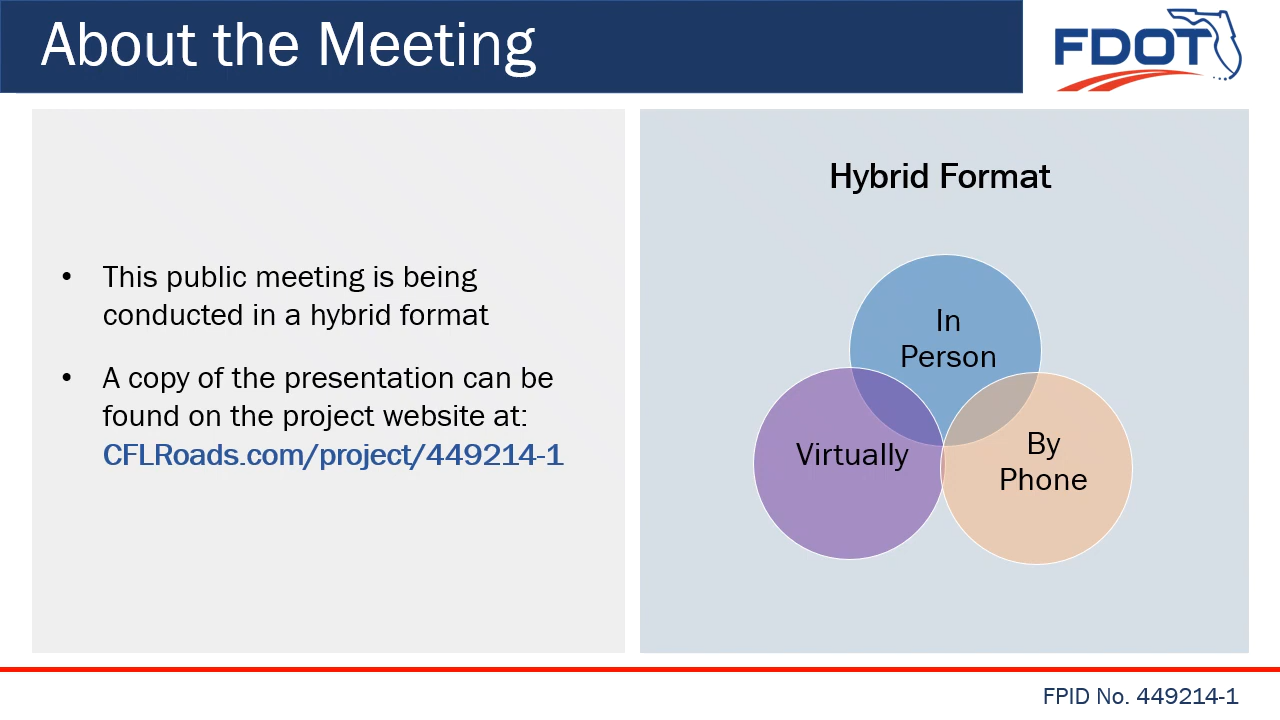 About the Meeting
FDOT
• This public meeting is being
conducted in a hybrid format
• A copy of the presentation can be
found on the project website at:
CFLRoads.com/project/449214-1
Hybrid Format
In
Person
Virtually
By
Phone
FPID No. 449214-1